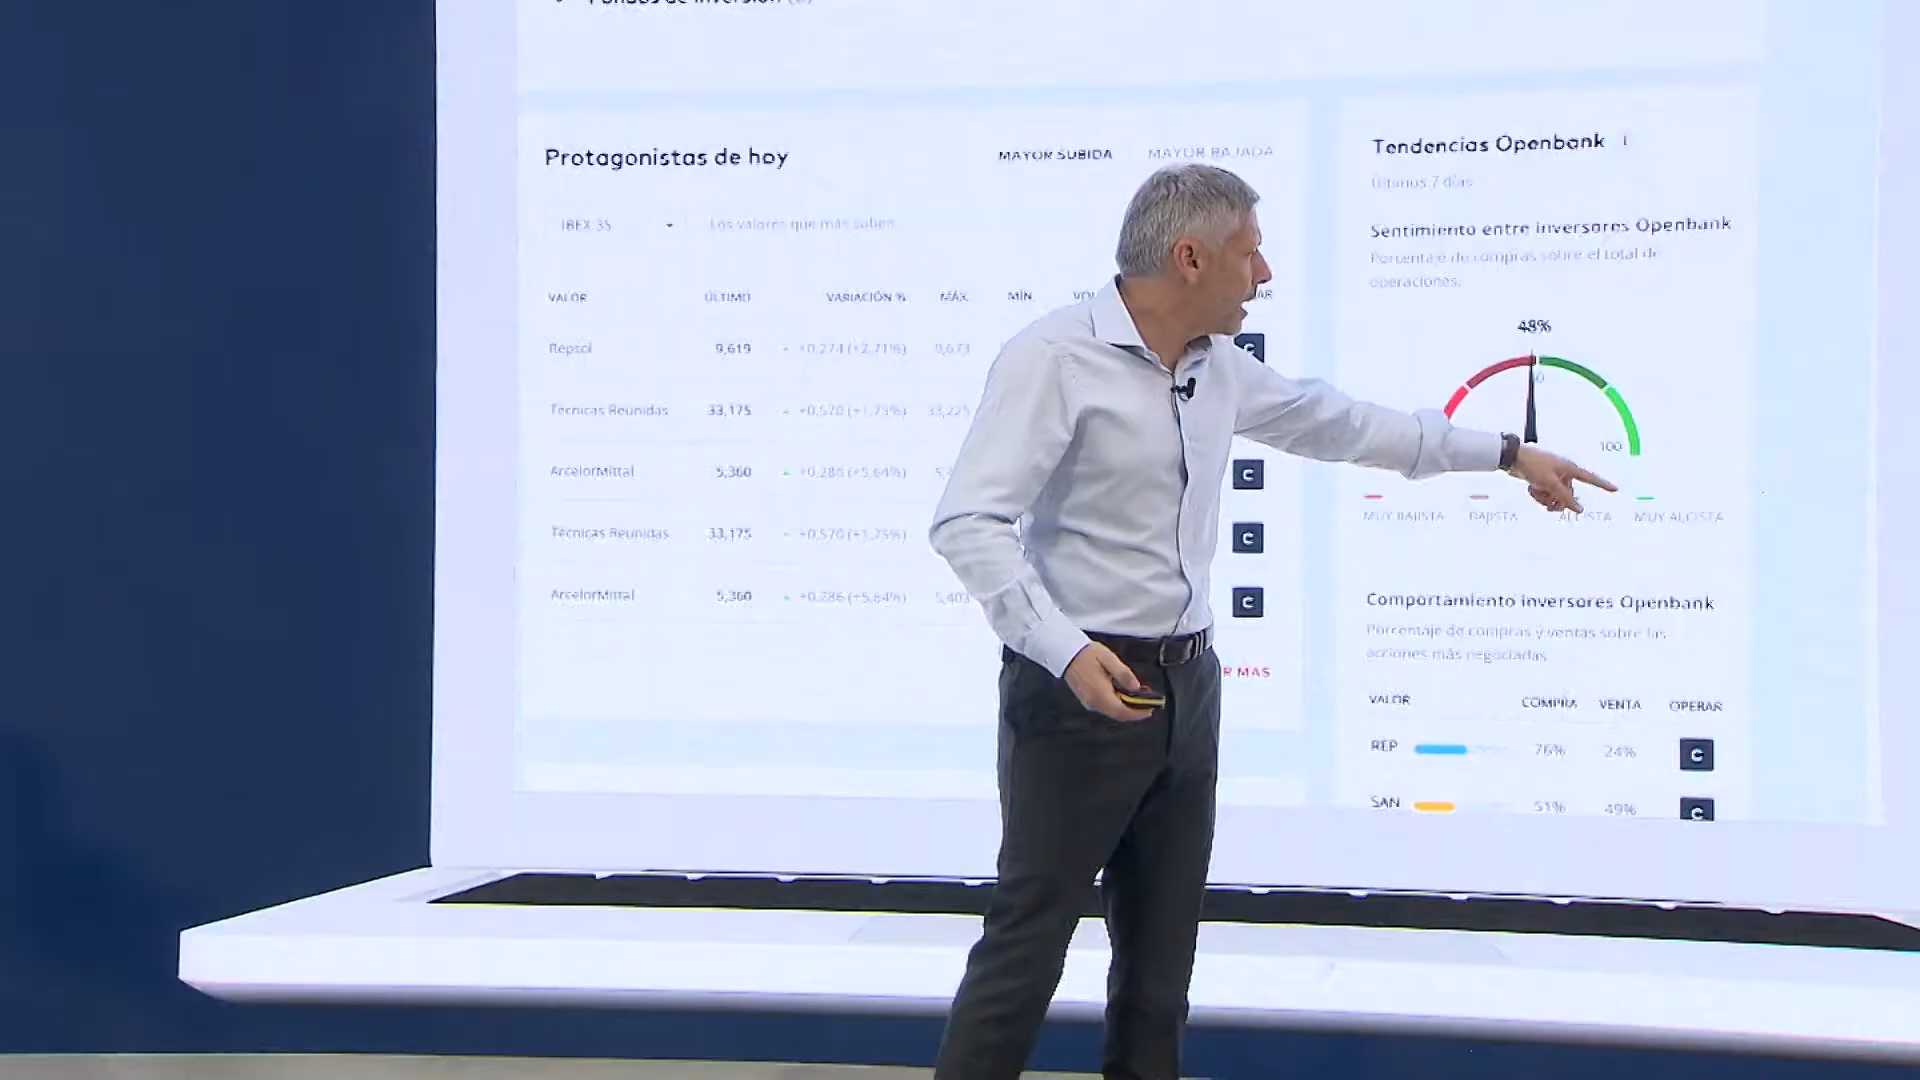 Fondos de inversión
Protagonistas de hoy
MAYOR SUBIDA
MAYOR BAJADA
IBEX 35
Los valores que más suben
VALOR ÚLTIMO VARIACIÓN % MÁX. MÍN.
Repsol 9,619 +0,274 (+2,71%) 9,673
Técnicas Reunidas 33,175 +0,570 (+1,75%) 33,225
ArcelorMittal 5,360 +0,286 (+5,64%)
C
Técnicas Reunidas 33,175 +0,570 (+1,75%)
C
ArcelorMittal 5,360 +0,286 (+5,64%) 5,403
C
MÁS
Tendencias Openbank i
Últimos 7 días
Sentimiento entre inversores Openbank
Porcentaje de compras sobre el total de
operaciones.
48%
100
MUY BAJISTA BAJISTA ALCISTA MUY ALCISTA
Comportamiento inversores Openbank
Porcentaje de compras y ventas sobre las
acciones más negociadas
VALOR COMPRA VENTA OPERAR
REP 76% 24% C
SAN 51% 49% C